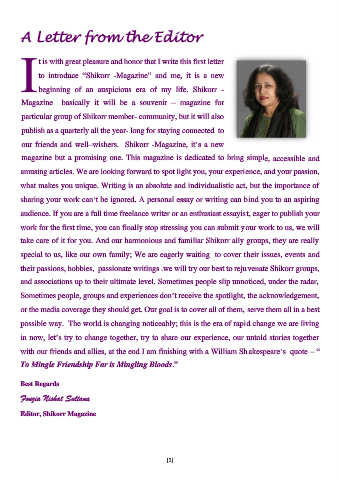 A Letter from the Editor
It is with great pleasure and honor that I write this first letter
to introduce “Shikorr -Magazine” and me, it is a new
beginning of an auspicious era of my life. Shikorr -
Magazine basically it will be a souvenir – magazine for
particular group of Shikorr member- community, but it will also
publish as a quarterly all the year- long for staying connected to
our friends and well–wishers. Shikorr -Magazine, it’s a new
magazine but a promising one. This magazine is dedicated to bring simple, accessible and
amusing articles. We are looking forward to spot light you, your experience, and your passion,
what makes you unique. Writing is an absolute and individualistic act, but the importance of
sharing your work can’t be ignored. A personal essay or writing can bind you to an aspiring
audience. If you are a full time freelance writer or an enthusiast essayist, eager to publish your
work for the first time, you can finally stop stressing you can submit your work to us, we will
take care of it for you. And our harmonious and familiar Shikorr ally groups, they are really
special to us, like our own family; We are eagerly waiting to cover their issues, events and
their passions, hobbies, passionate writings .we will try our best to rejuvenate Shikorr groups,
and associations up to their ultimate level. Sometimes people slip unnoticed, under the radar,
Sometimes people, groups and experiences don’t receive the spotlight, the acknowledgement,
or the media coverage they should get. Our goal is to cover all of them, serve them all in a best
possible way. The world is changing noticeably; this is the era of rapid change we are living
in now, let’s try to change together, try to share our experience, our untold stories together
with our friends and allies, at the end I am finishing with a William Shakespeare’s quote – “
To Mingle Friendship Far is Mingling Bloods.”
Best Regards
Fouzia Nishat Sultana
Editor, Shikorr Magazine
[5]